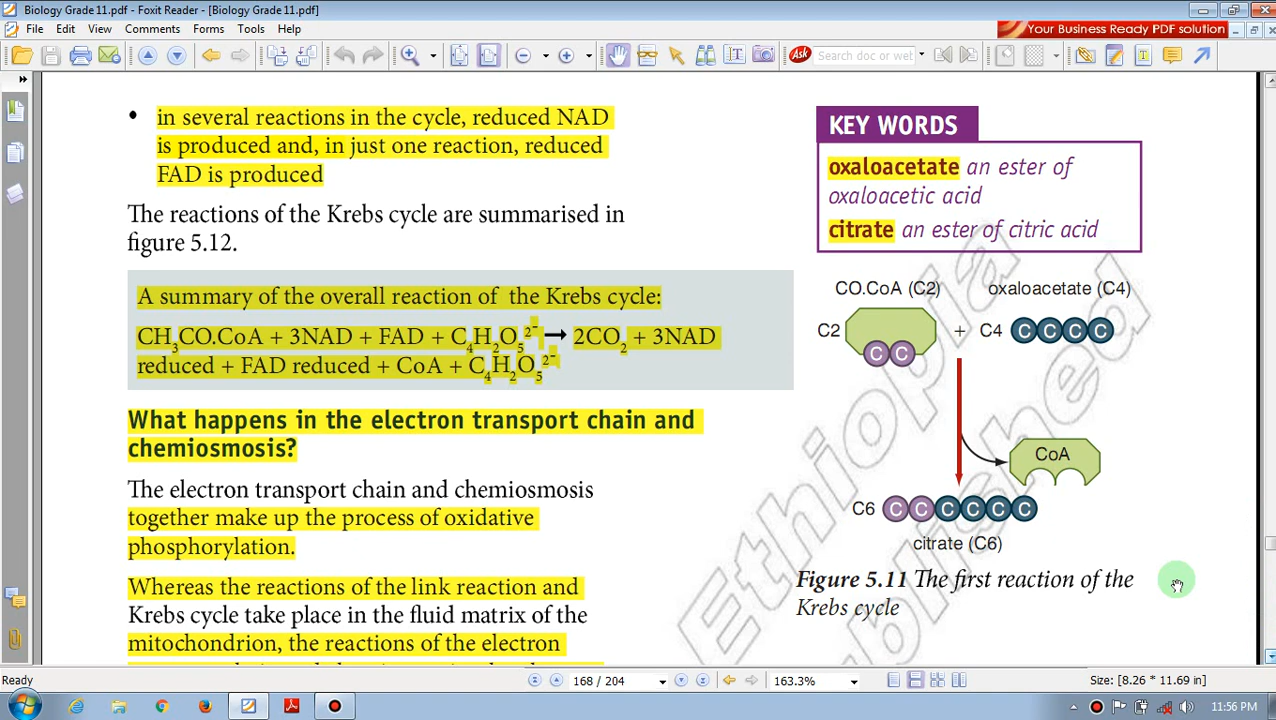 Biology Grade 11.pdf - Foxit Reader - [Biology Grade 11.pdf]
File Edit View Comments Forms Tools Help
Your Business Ready PDF solution
Ask Search doc or wet
in several reactions in the cycle, reduced NAD
is produced and, in just one reaction, reduced
FAD is produced
The reactions of the Krebs cycle are summarised in
figure 5.12.
A summary of the overall reaction of the Krebs cycle:
CH₃CO.CoA + 3NAD + FAD + C₄H₂O₅²⁻ → 2CO₂ + 3NAD
reduced + FAD reduced + CoA + C₄H₂O₅²⁻
What happens in the electron transport chain and
chemiosmosis?
The electron transport chain and chemiosmosis
together make up the process of oxidative
phosphorylation.
Whereas the reactions of the link reaction and
Krebs cycle take place in the fluid matrix of the
mitochondrion, the reactions of the electron
KEY WORDS
oxaloacetate an ester of
oxaloacetic acid
citrate an ester of citric acid
CO.CoA (C2) oxaloacetate (C4)
C2 C C + C4 C C C C
CoA
C6 C C C C C C
citrate (C6)
Figure 5.11 The first reaction of the
Krebs cycle
Ethiopia
Ready 168 / 204 163.3% Size: [8.26 * 11.69 in]
11:56 PM